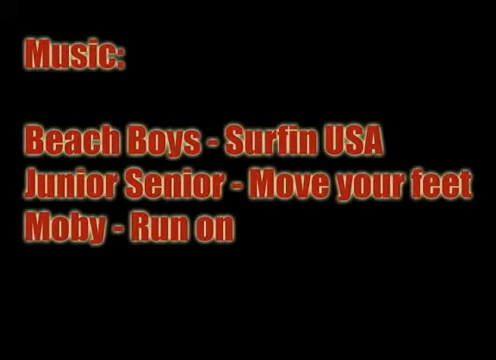 Music:
Beach Boys - Surfin USA
Junior Senior - Move your feet
Moby - Run on